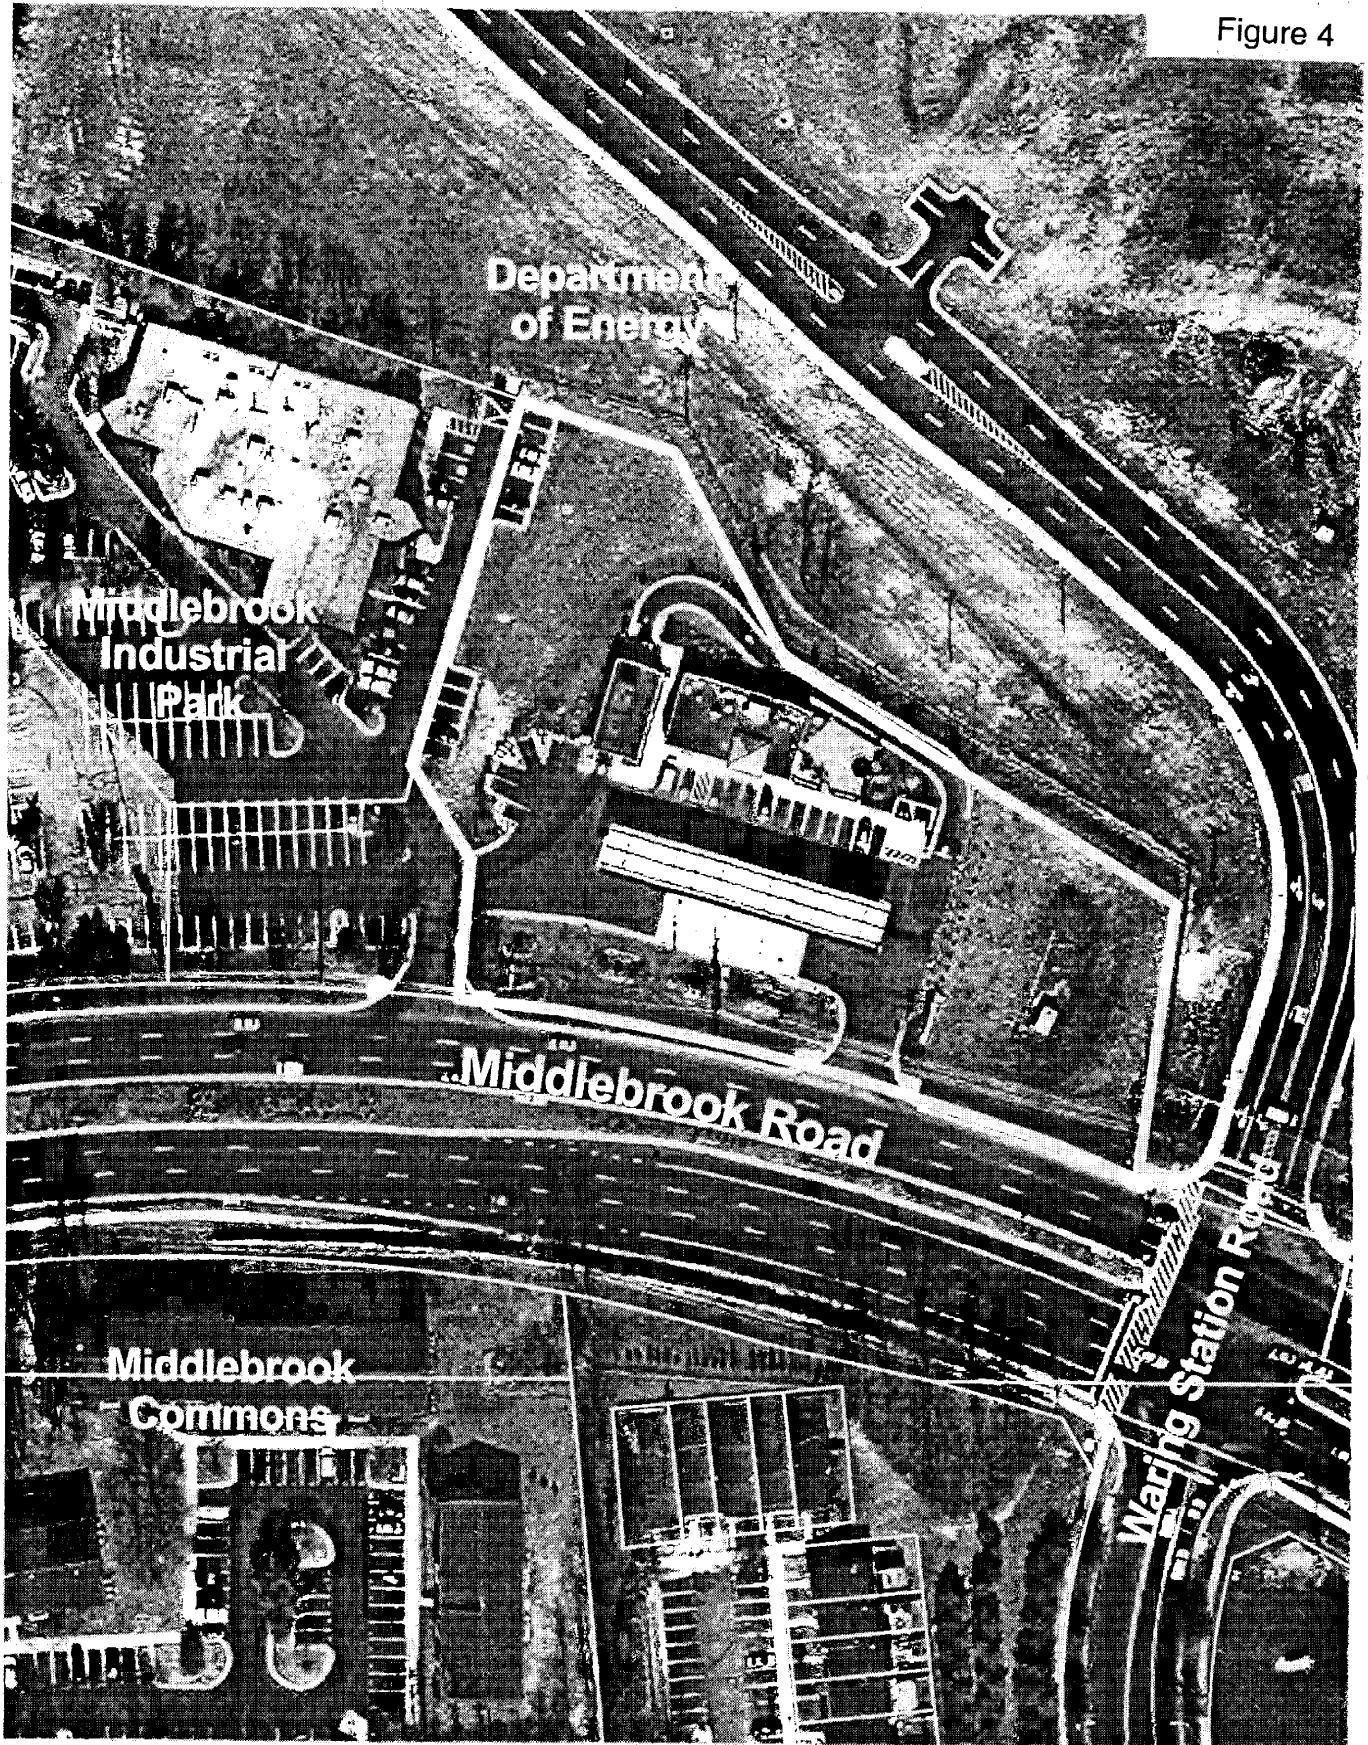 Figure 4
Department
of Energy
Middlebrook
Industrial
Park
Middlebrook Road
Waring Station Road
Middlebrook
Commons